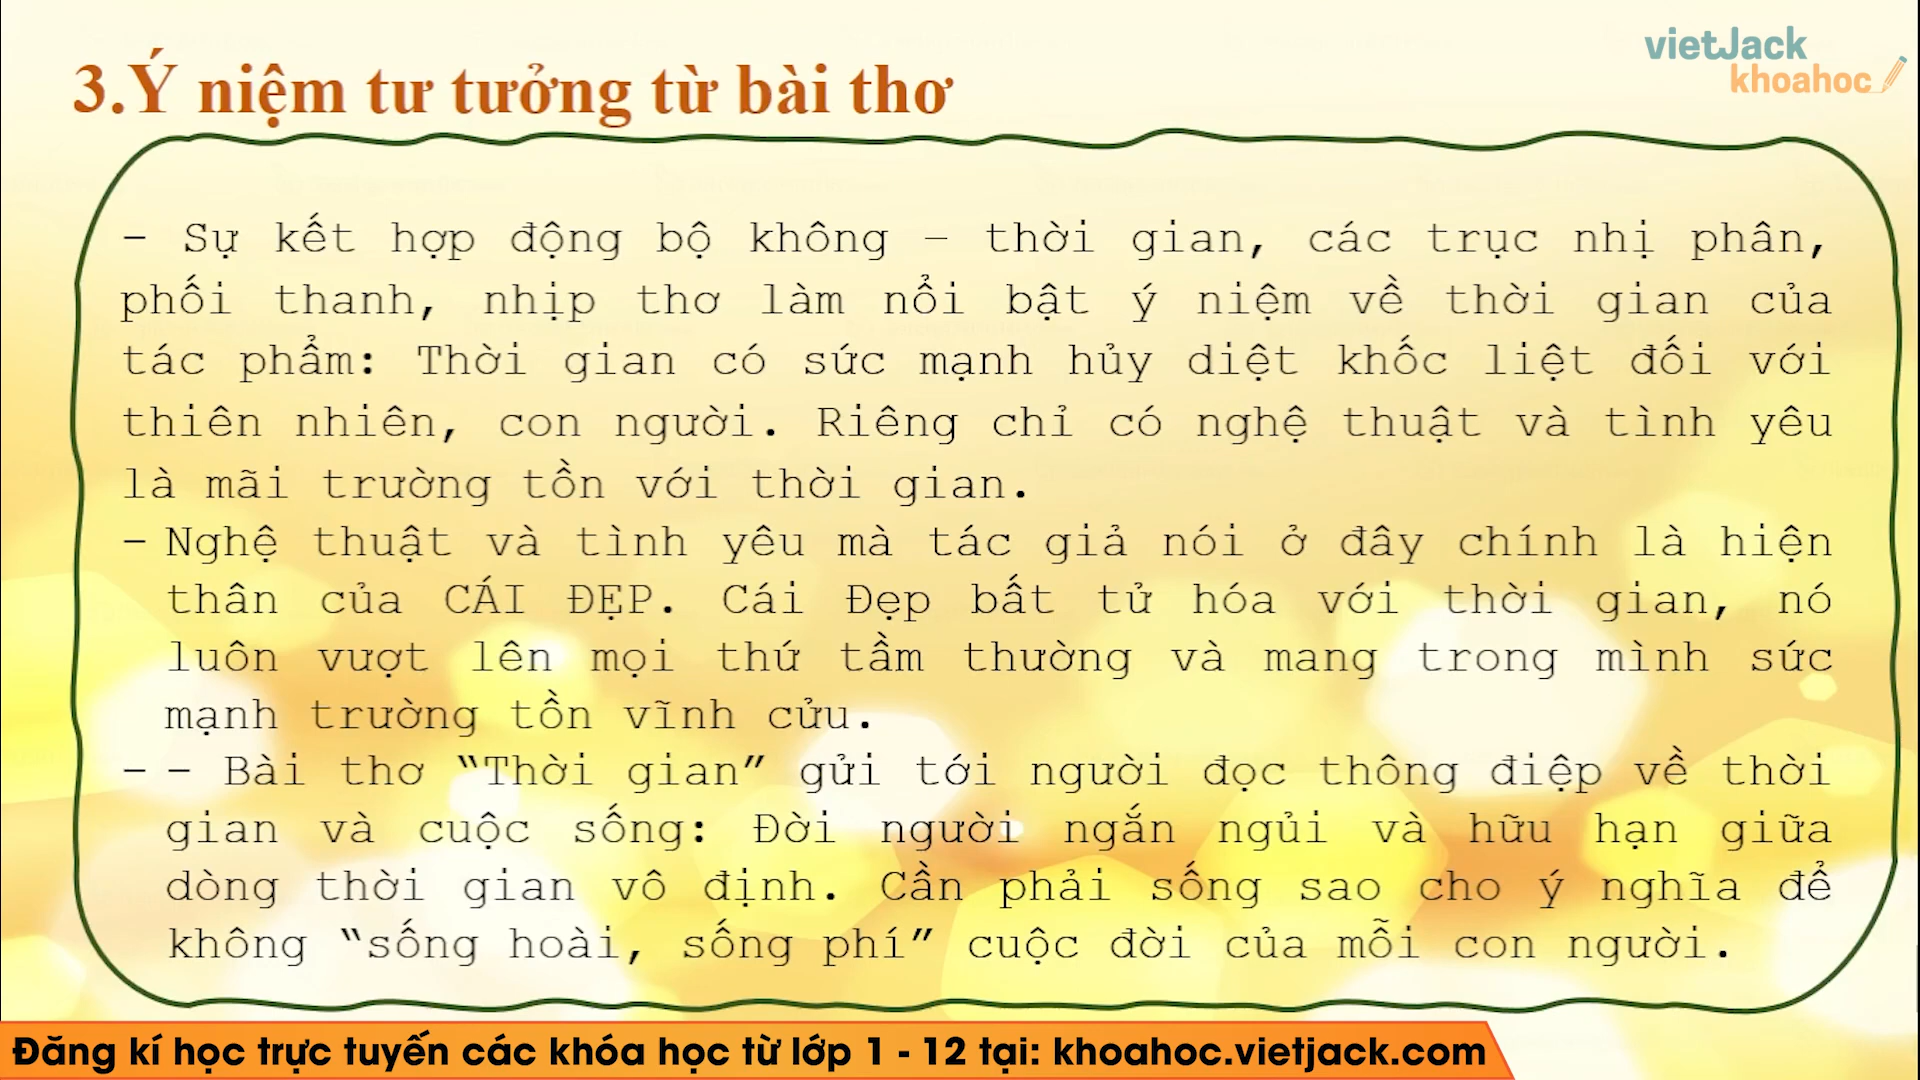 vietJack
khoahoc
3.Ý niệm tư tưởng từ bài thơ
- Sự kết hợp động bộ không – thời gian, các trục nhị phân,
phối thanh, nhịp thơ làm nổi bật ý niệm về thời gian của
tác phẩm: Thời gian có sức mạnh hủy diệt khốc liệt đối với
thiên nhiên, con người. Riêng chỉ có nghệ thuật và tình yêu
là mãi trường tồn với thời gian.
- Nghệ thuật và tình yêu mà tác giả nói ở đây chính là hiện
thân của CÁI ĐẸP. Cái Đẹp bất tử hóa với thời gian, nó
luôn vượt lên mọi thứ tầm thường và mang trong mình sức
mạnh trường tồn vĩnh cửu.
- - Bài thơ “Thời gian” gửi tới người đọc thông điệp về thời
gian và cuộc sống: Đời người ngắn ngủi và hữu hạn giữa
dòng thời gian vô định. Cần phải sống sao cho ý nghĩa để
không “sống hoài, sống phí” cuộc đời của mỗi con người.
Đăng kí học trực tuyến các khóa học từ lớp 1 - 12 tại: khoahoc.vietjack.com